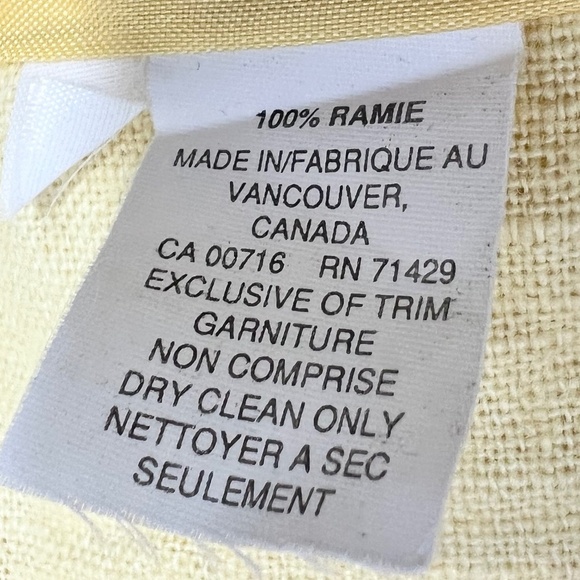 100% RAMIE
MADE IN/FABRIQUE AU
VANCOUVER,
CANADA
CA 00716 RN 71429
EXCLUSIVE OF TRIM
GARNITURE
NON COMPRISE
DRY CLEAN ONLY
NETTOYER A SEC
SEULEMENT